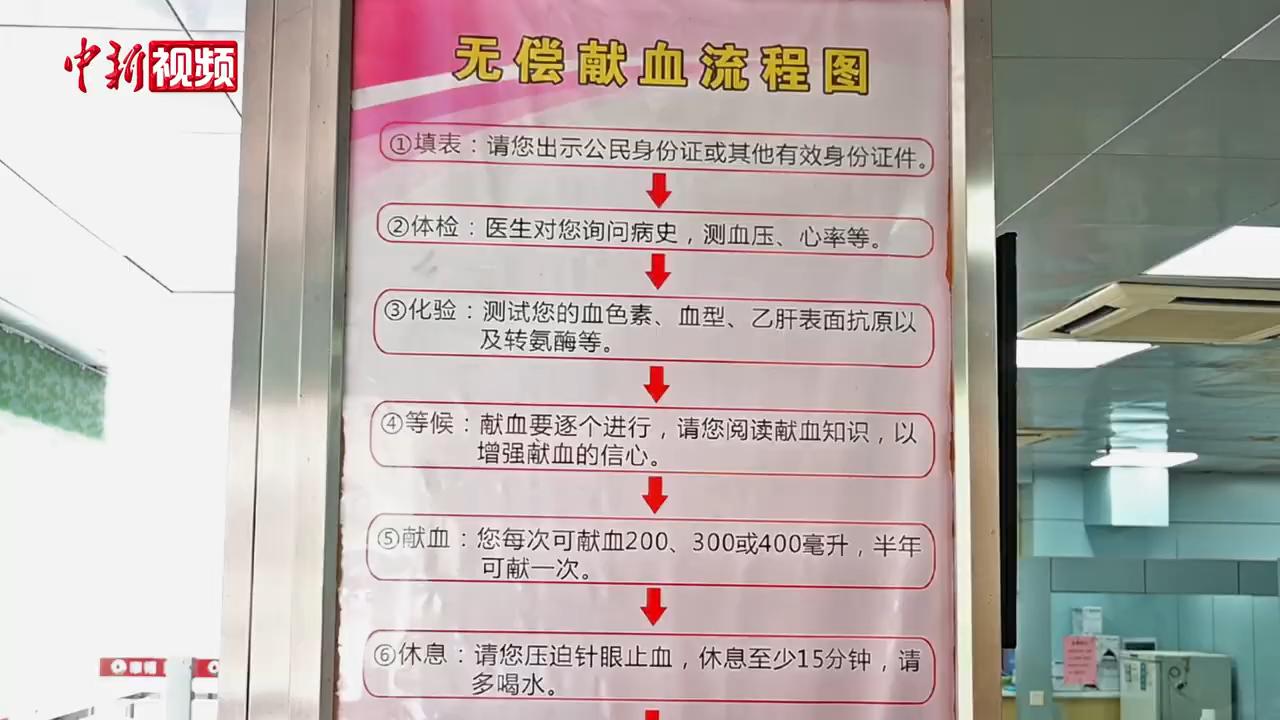 中新视频
无偿献血流程图
①填表：请您出示公民身份证或其他有效身份证件。
②体检：医生对您询问病史，测血压、心率等。
③化验：测试您的血色素、血型、乙肝表面抗原以
及转氨酶等。
④等候：献血要逐个进行，请您阅读献血知识，以
增强献血的信心。
⑤献血：您每次可献血200、300或400毫升，半年
可献一次。
⑥休息：请您压迫针眼止血，休息至少15分钟，请
多喝水。